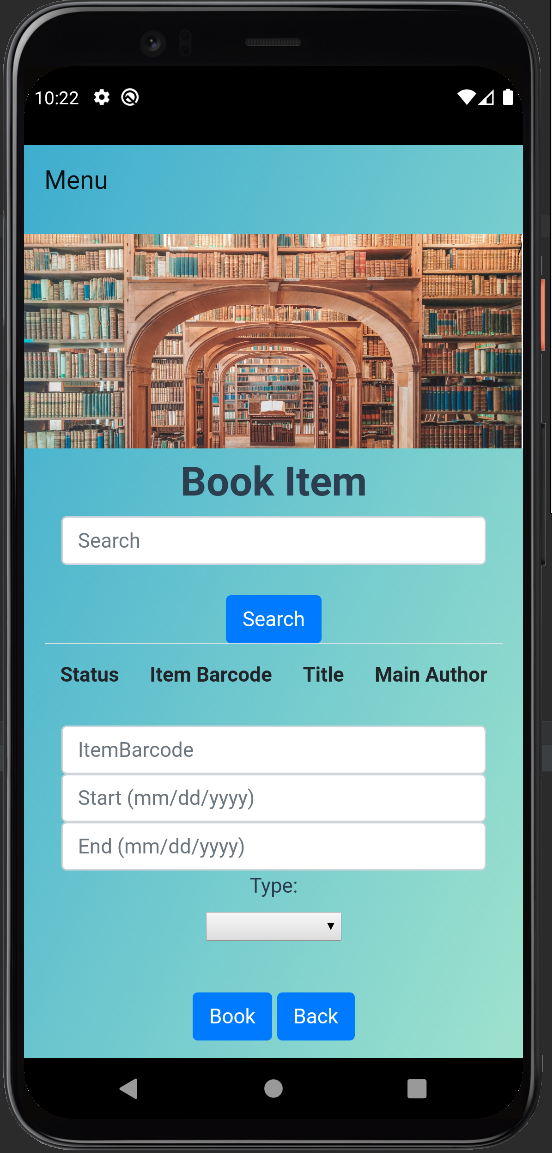 10:22
Menu
Book Item
Search
Search
Status Item Barcode Title Main Author
ItemBarcode
Start (mm/dd/yyyy)
End (mm/dd/yyyy)
Type:
Book Back